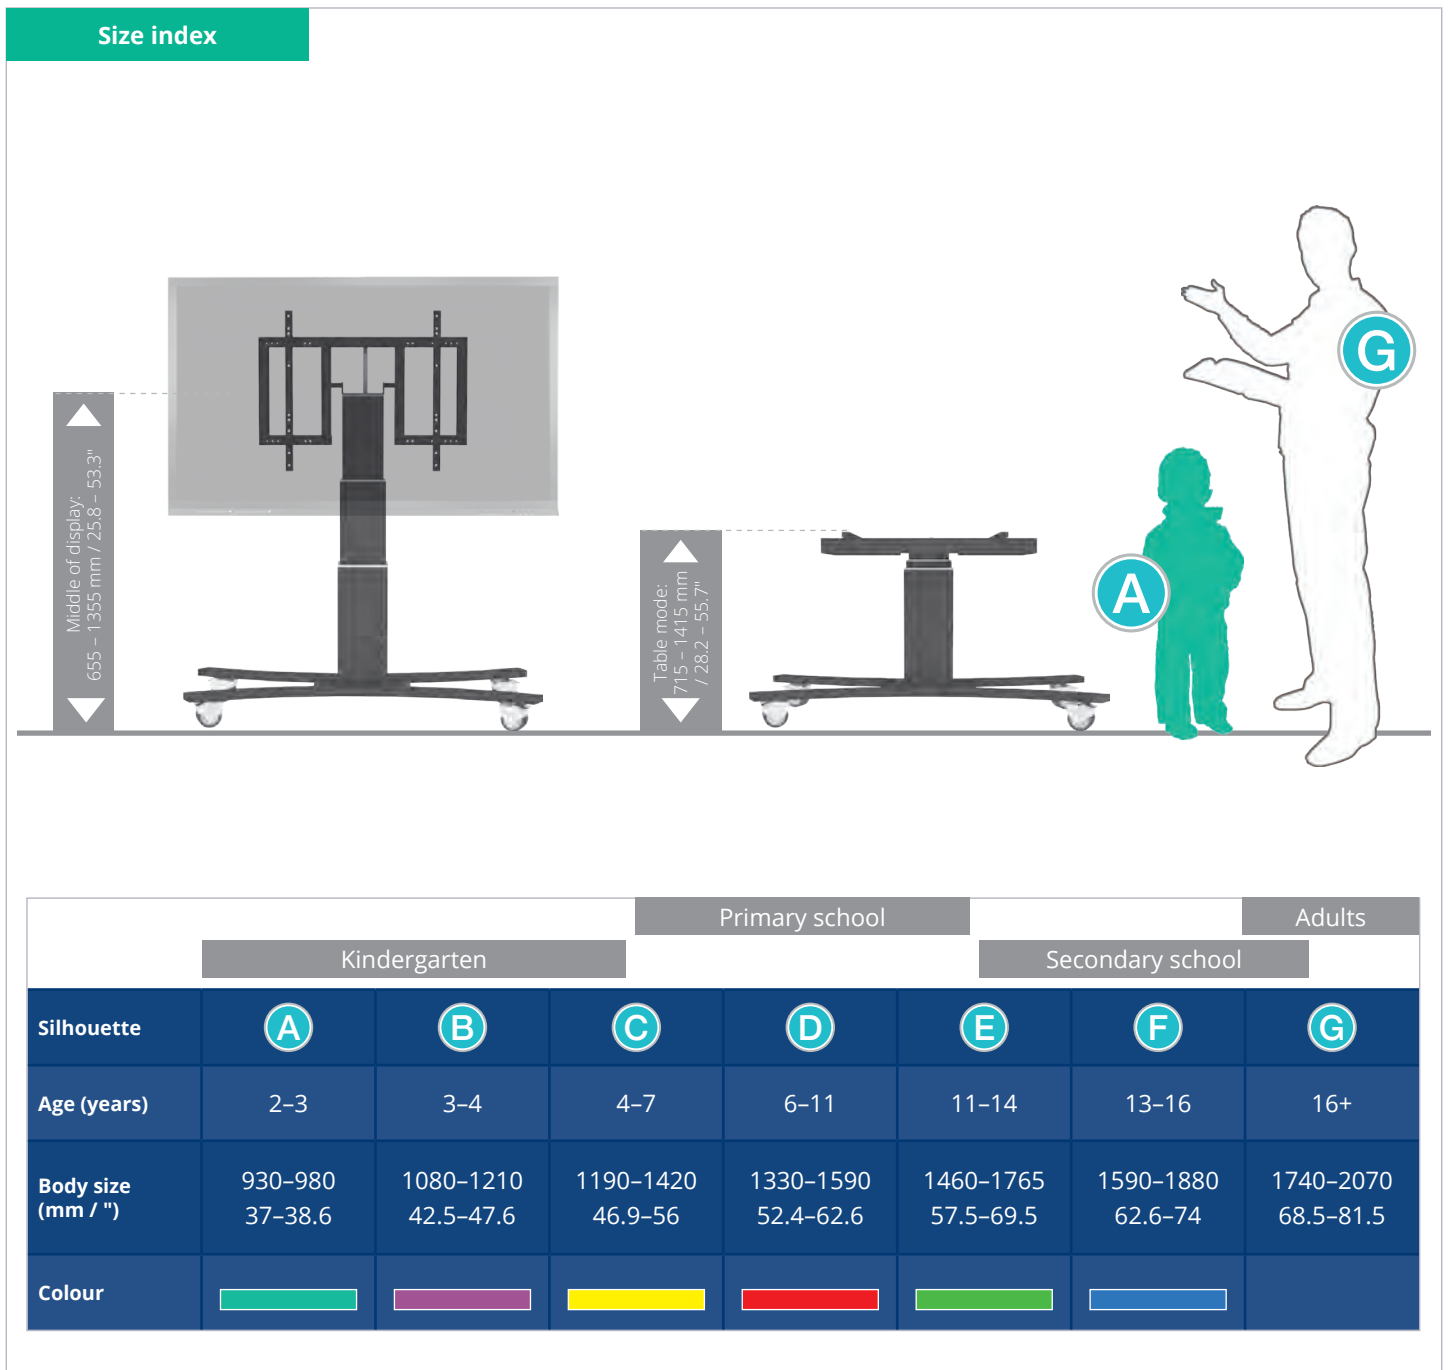 Size index
Middle of display:
655 – 1355 mm / 25.8 – 53.3"
Table mode:
715 – 1415 mm
/ 28.2 – 55.7"
A
G
Primary school
Adults
Kindergarten
Secondary school
Silhouette A B C D E F G
Age (years) 2–3 3–4 4–7 6–11 11–14 13–16 16+
Body size 930–980 1080–1210 1190–1420 1330–1590 1460–1765 1590–1880 1740–2070
(mm / ") 37–38.6 42.5–47.6 46.9–56 52.4–62.6 57.5–69.5 62.6–74 68.5–81.5
Colour